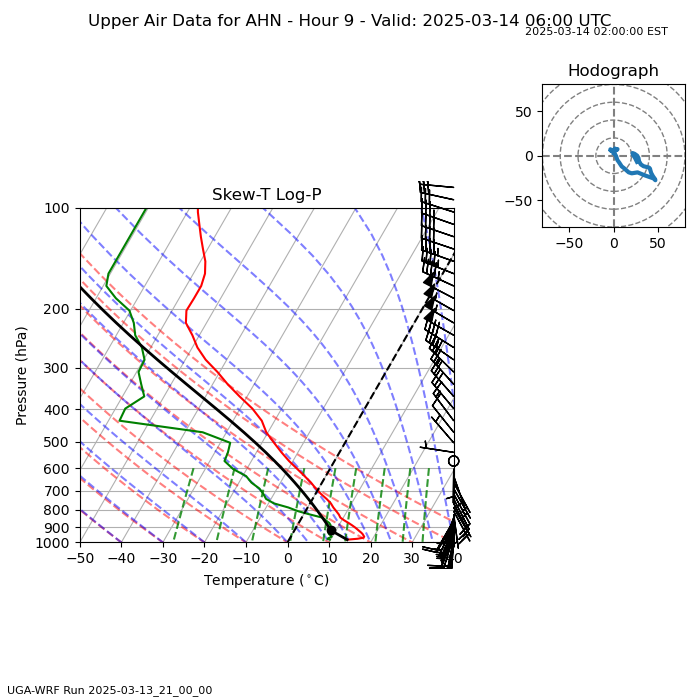 Upper Air Data for AHN - Hour 9 - Valid: 2025-03-14 06:00 UTC
2025-03-14 02:00:00 EST
Hodograph
50
0
−50
−50 0 50
Skew-T Log-P
100
200
300
400
500
600
700
800
900
1000
Pressure (hPa)
−50 −40 −30 −20 −10 0 10 20 30 40
Temperature (°C)
UGA-WRF Run 2025-03-13_21_00_00